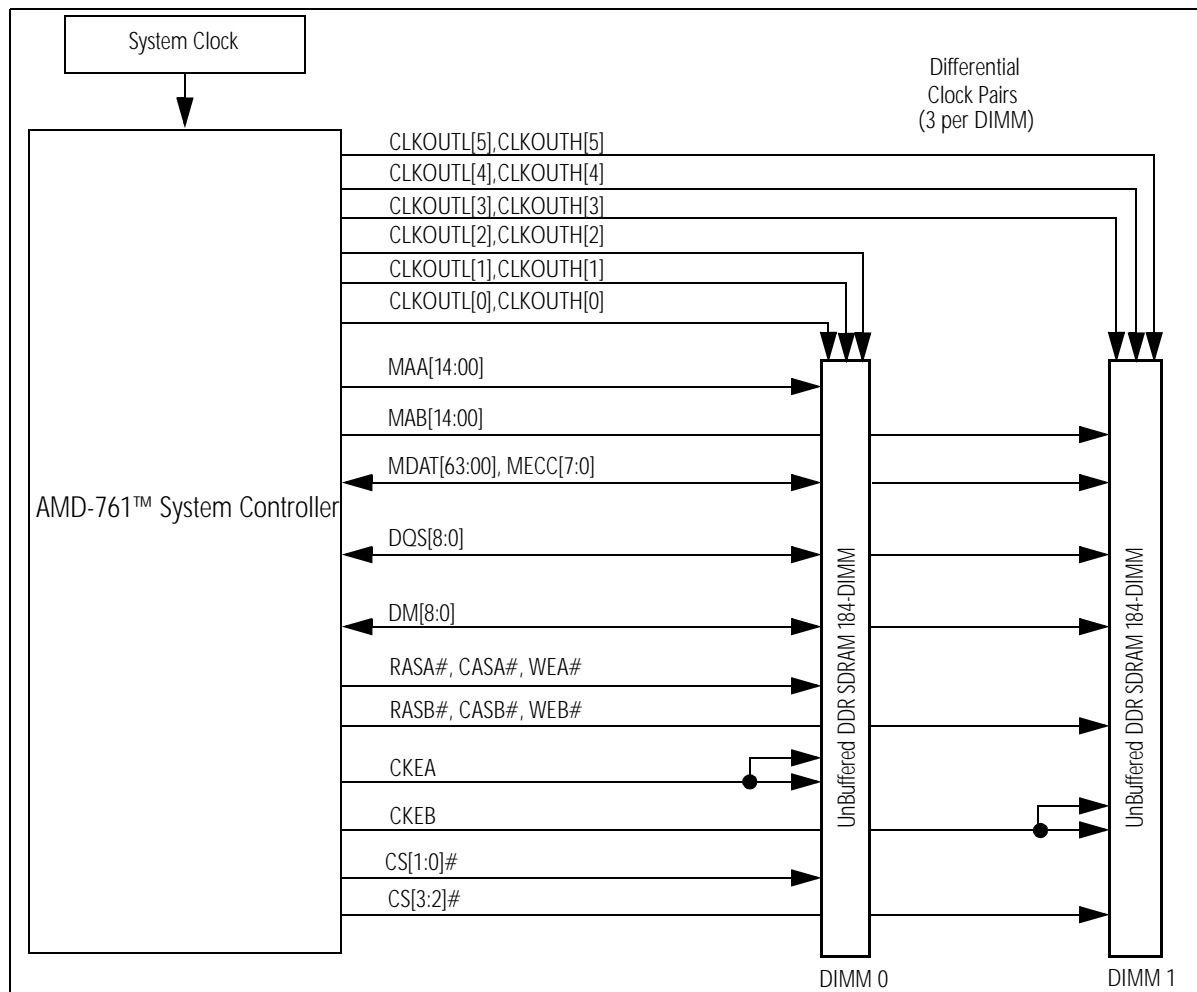 System Clock
Differential
Clock Pairs
(3 per DIMM)
CLKOUTL[5],CLKOUTH[5]
CLKOUTL[4],CLKOUTH[4]
CLKOUTL[3],CLKOUTH[3]
CLKOUTL[2],CLKOUTH[2]
CLKOUTL[1],CLKOUTH[1]
CLKOUTL[0],CLKOUTH[0]
MAA[14:00]
MAB[14:00]
MDAT[63:00], MECC[7:0]
AMD-761™ System Controller
DQS[8:0]
DM[8:0]
RASA#, CASA#, WEA#
RASB#, CASB#, WEB#
CKEA
CKEB
CS[1:0]#
CS[3:2]#
UnBuffered DDR SDRAM 184-DIMM
UnBuffered DDR SDRAM 184-DIMM
DIMM 0
DIMM 1